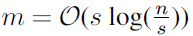 m = 𝒪(s log(n/s))